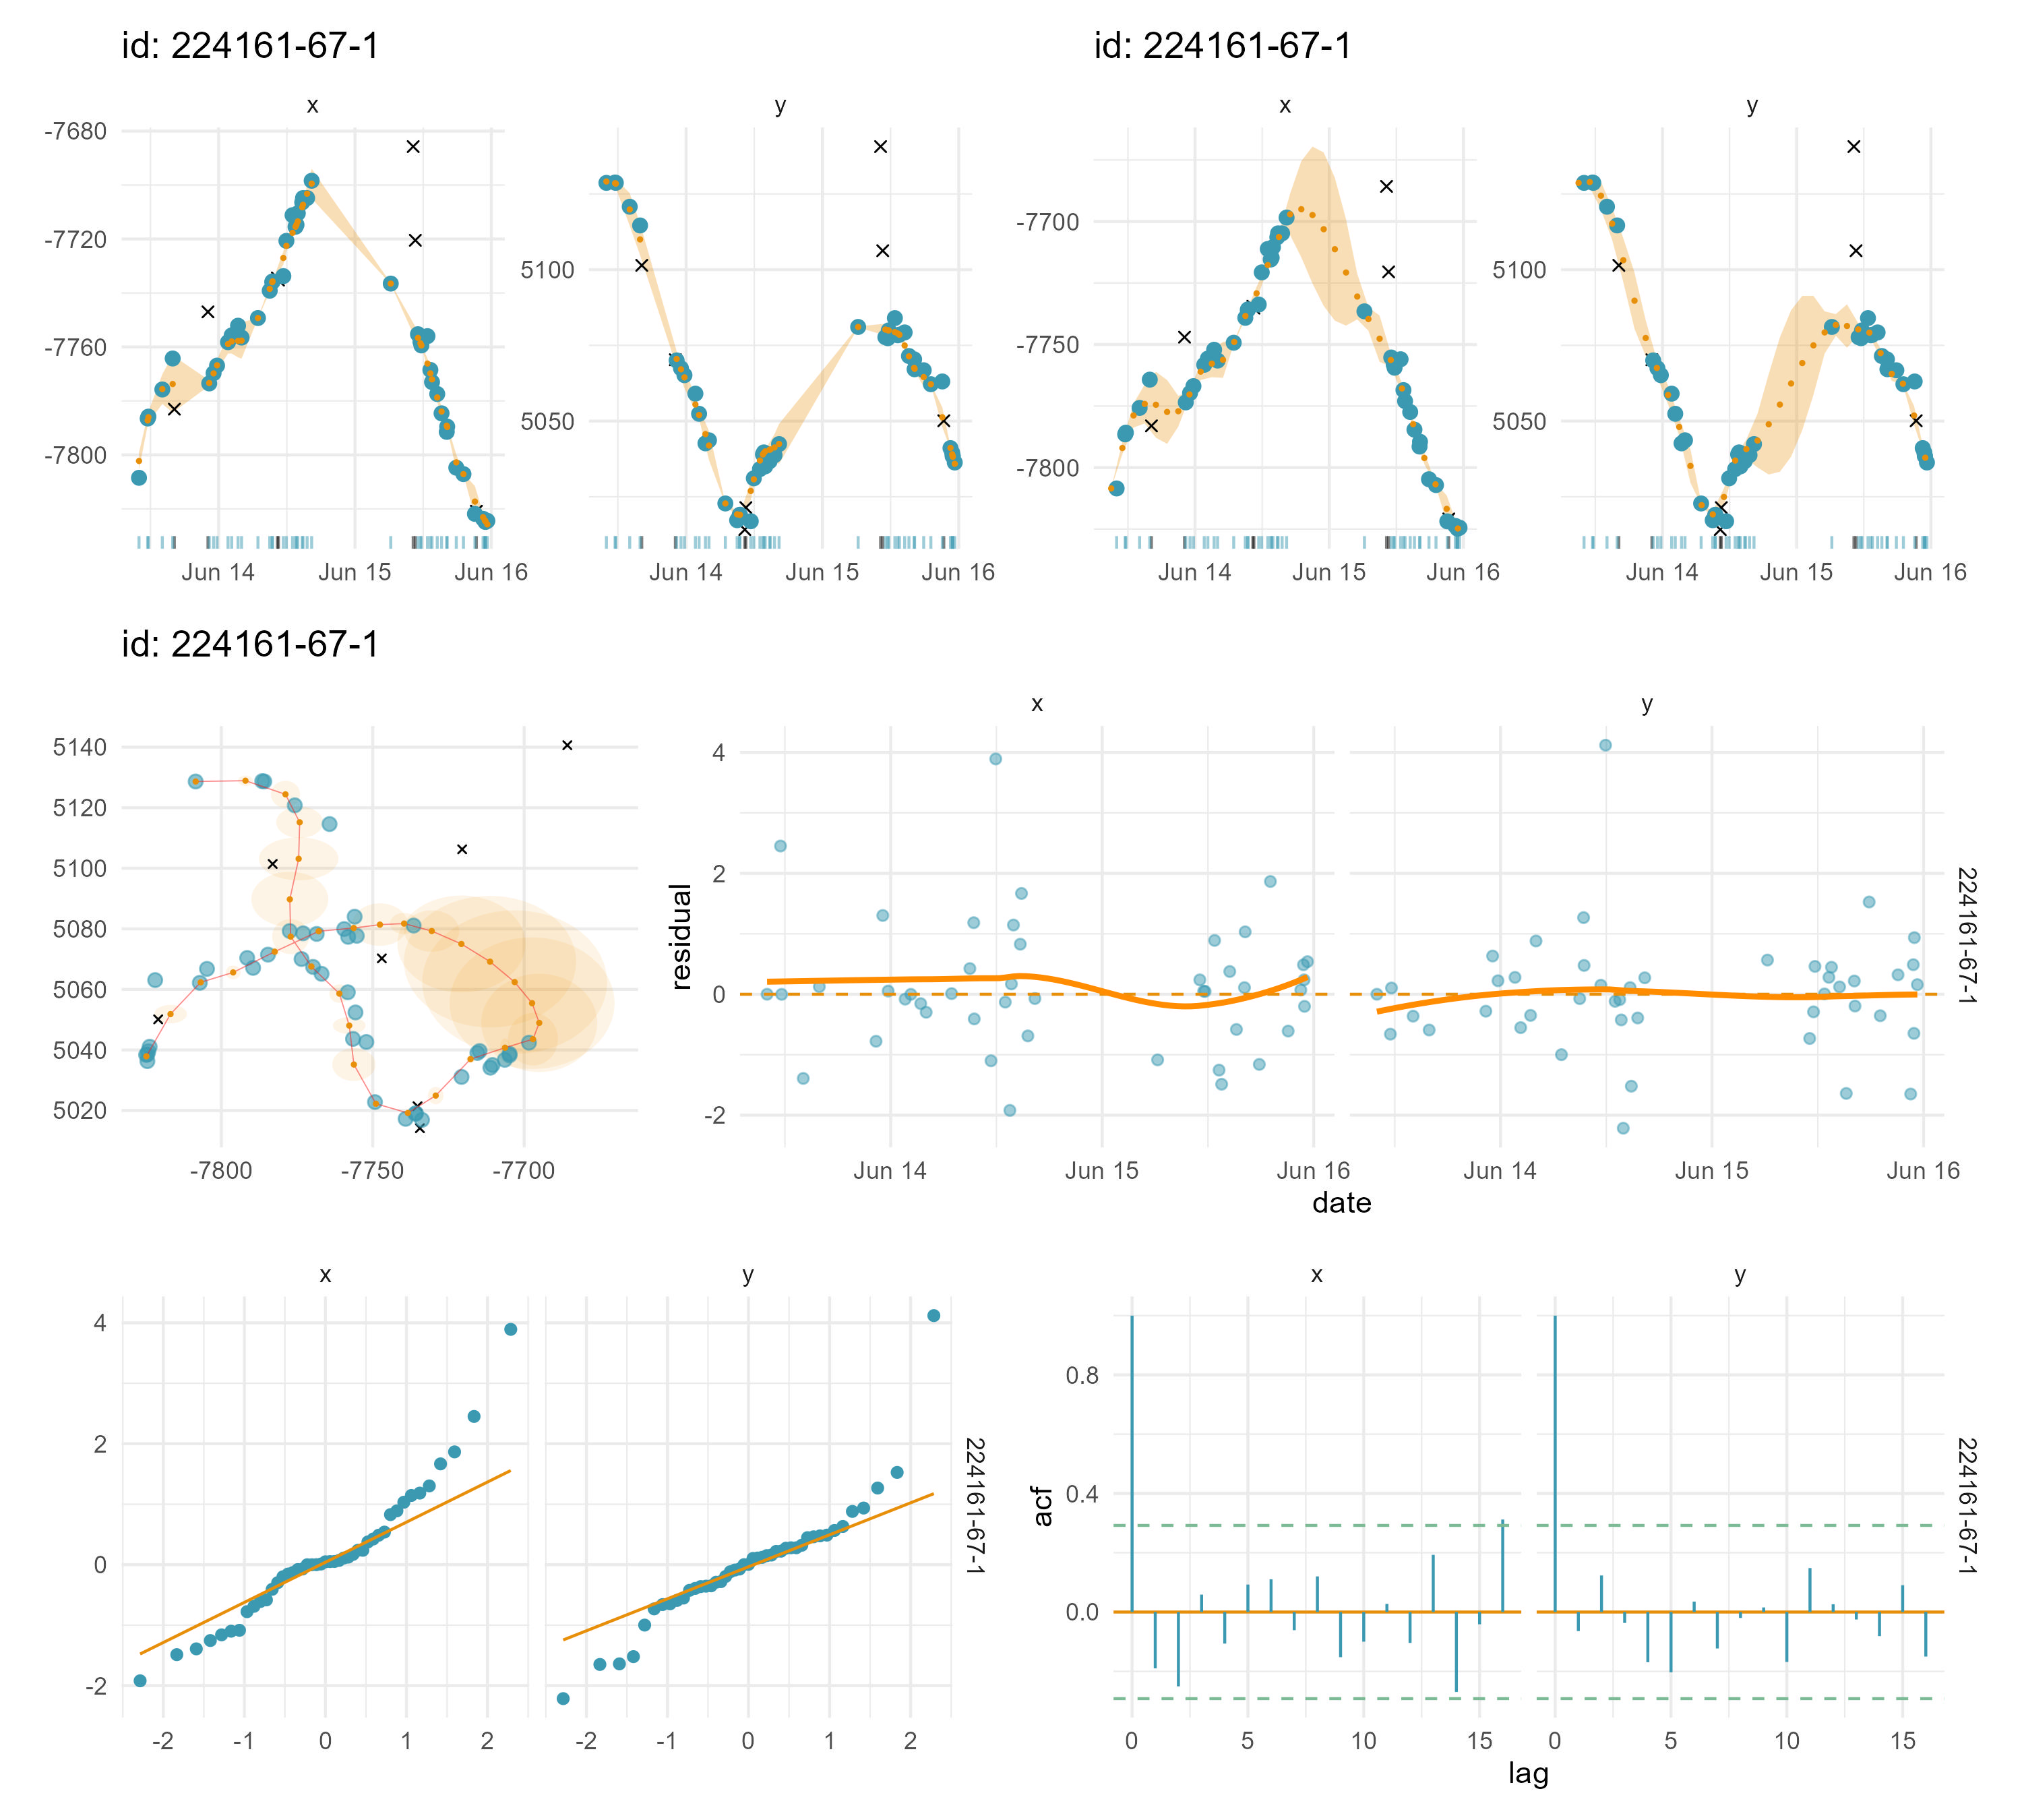 id: 224161-67-1
id: 224161-67-1
x
y
x
y
-7680
-7720
-7760
-7800
5100
5050
-7700
-7750
-7800
5100
5050
Jun 14
Jun 15
Jun 16
Jun 14
Jun 15
Jun 16
Jun 14
Jun 15
Jun 16
Jun 14
Jun 15
Jun 16
id: 224161-67-1
x
y
5140
5120
5100
5080
5060
5040
5020
-7800
-7750
-7700
residual
4
2
0
-2
Jun 14
Jun 15
Jun 16
Jun 14
Jun 15
Jun 16
date
224161-67-1
x
y
4
2
0
-2
-2
-1
0
1
2
-2
-1
0
1
2
224161-67-1
x
y
acf
0.8
0.4
0.0
0
5
10
15
0
5
10
15
lag
224161-67-1